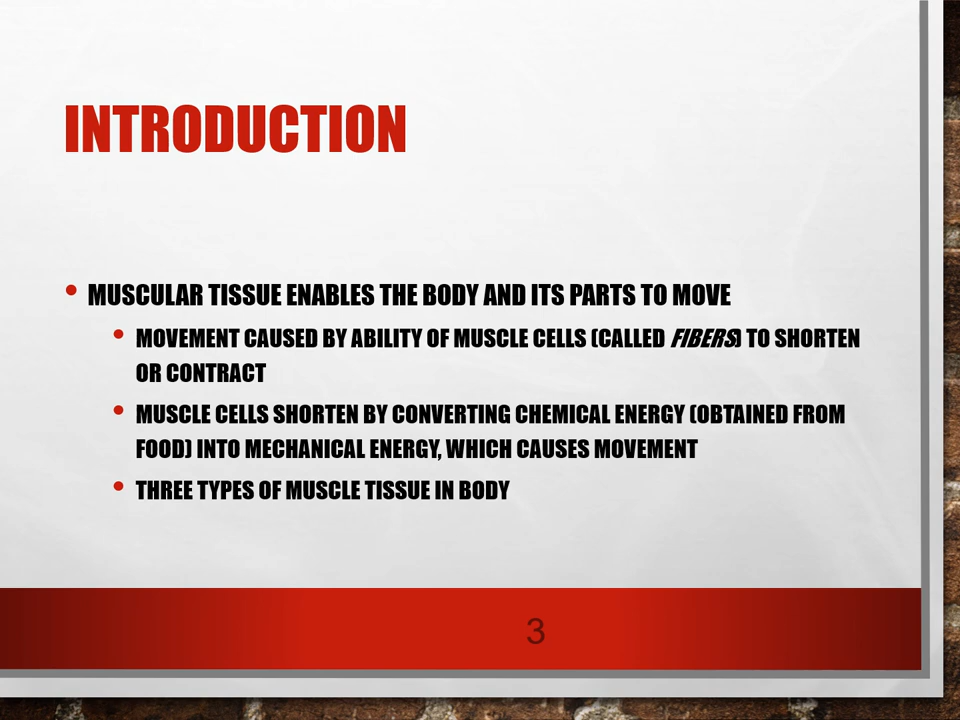 INTRODUCTION
• MUSCULAR TISSUE ENABLES THE BODY AND ITS PARTS TO MOVE
• MOVEMENT CAUSED BY ABILITY OF MUSCLE CELLS (CALLED FIBERS) TO SHORTEN
OR CONTRACT
• MUSCLE CELLS SHORTEN BY CONVERTING CHEMICAL ENERGY (OBTAINED FROM
FOOD) INTO MECHANICAL ENERGY, WHICH CAUSES MOVEMENT
• THREE TYPES OF MUSCLE TISSUE IN BODY
3